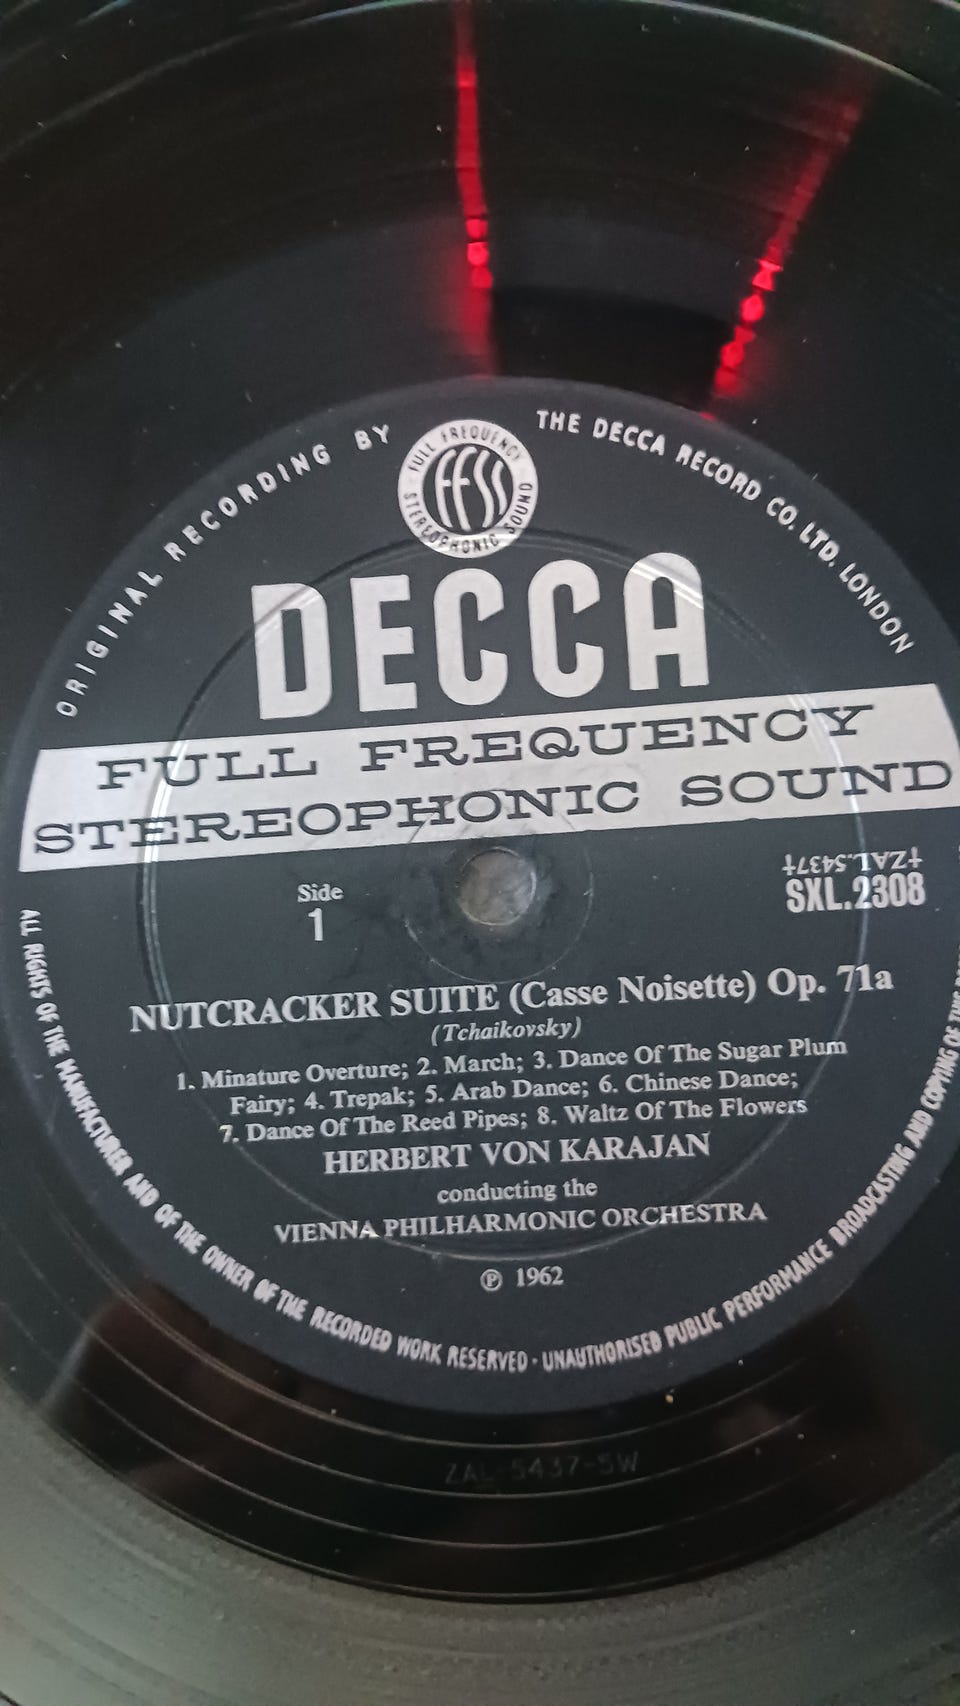 ORIGINAL RECORDING BY
THE DECCA RECORD CO. LTD. LONDON
FULL FREQUENCY
ffss
STEREOPHONIC SOUND
DECCA
FULL FREQUENCY
STEREOPHONIC SOUND
Side
1
‡ZAL.5437‡
SXL.2308
NUTCRACKER SUITE (Casse Noisette) Op. 71a
(Tchaikovsky)
1. Minature Overture; 2. March; 3. Dance Of The Sugar Plum
Fairy; 4. Trepak; 5. Arab Dance; 6. Chinese Dance;
7. Dance Of The Reed Pipes; 8. Waltz Of The Flowers
HERBERT VON KARAJAN
conducting the
VIENNA PHILHARMONIC ORCHESTRA
℗ 1962
ALL RIGHTS OF THE MANUFACTURER AND OF THE OWNER OF THE RECORDED WORK RESERVED · UNAUTHORISED PUBLIC PERFORMANCE BROADCASTING AND COPYING OF
ZAL-5437-5W